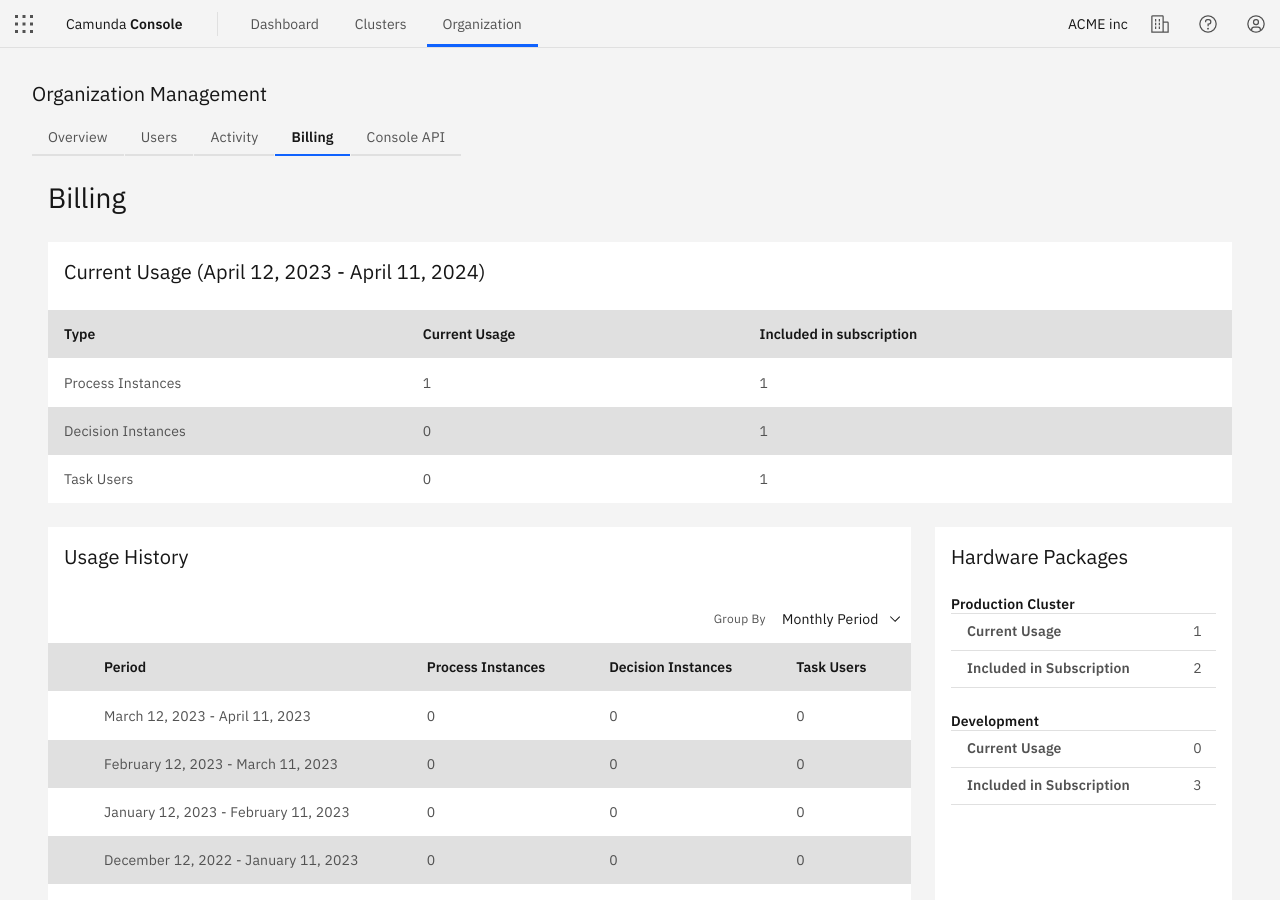 Camunda Console Dashboard Clusters Organization ACME inc
Organization Management
Overview Users Activity Billing Console API
Billing
Current Usage (April 12, 2023 - April 11, 2024)
Type Current Usage Included in subscription
Process Instances 1 1
Decision Instances 0 1
Task Users 0 1
Usage History
Group By Monthly Period
Period Process Instances Decision Instances Task Users
March 12, 2023 - April 11, 2023 0 0 0
February 12, 2023 - March 11, 2023 0 0 0
January 12, 2023 - February 11, 2023 0 0 0
December 12, 2022 - January 11, 2023 0 0 0
Hardware Packages
Production Cluster
Current Usage 1
Included in Subscription 2
Development
Current Usage 0
Included in Subscription 3